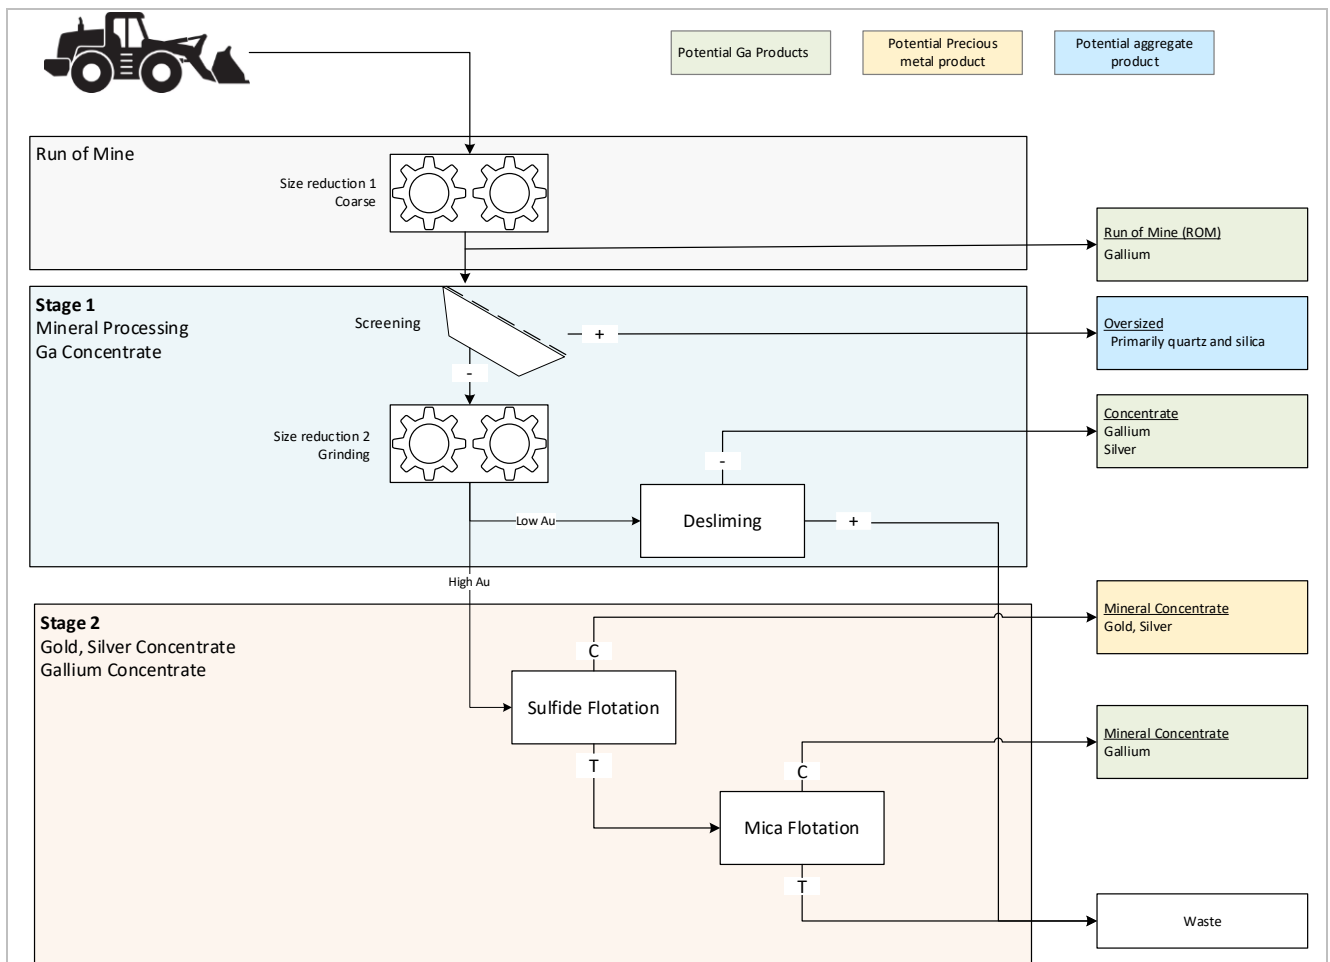 Potential Ga Products
Potential Precious
metal product
Potential aggregate
product
Run of Mine
Size reduction 1
Coarse
Run of Mine (ROM)
Gallium
Stage 1
Mineral Processing
Ga Concentrate
Screening
+
Oversized
Primarily quartz and silica
-
Size reduction 2
Grinding
Concentrate
Gallium
Silver
-
Low Au
Desliming
+
High Au
Stage 2
Gold, Silver Concentrate
Gallium Concentrate
Mineral Concentrate
Gold, Silver
C
Sulfide Flotation
T
Mineral Concentrate
Gallium
C
Mica Flotation
T
Waste